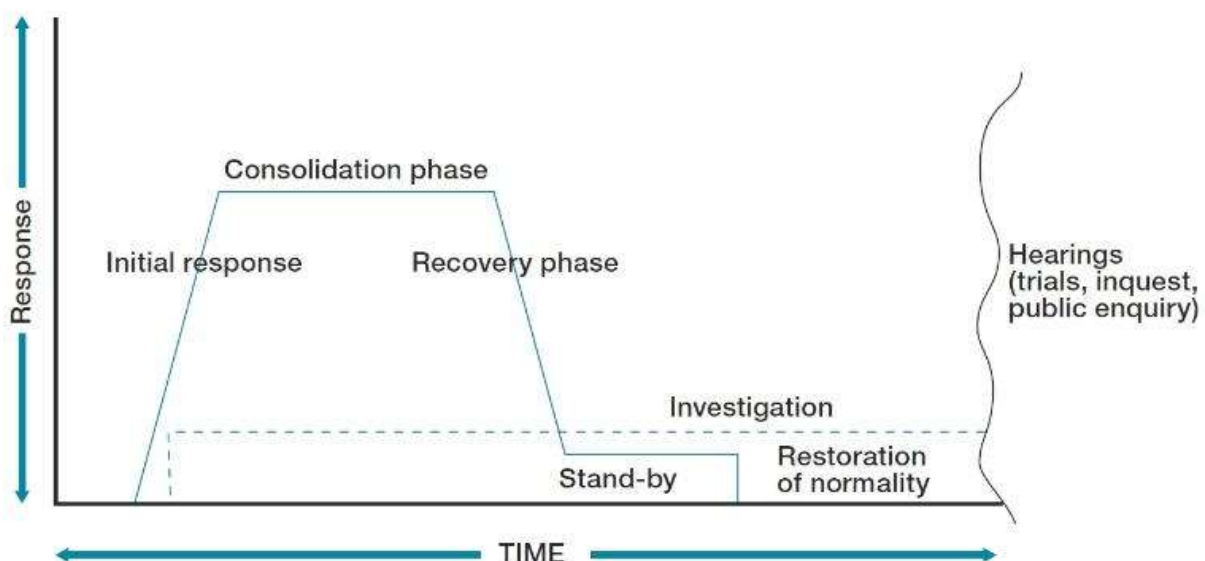 Consolidation phase
Response
Initial response
Recovery phase
Hearings
(trials, inquest,
public enquiry)
Investigation
Stand-by
Restoration
of normality
TIME